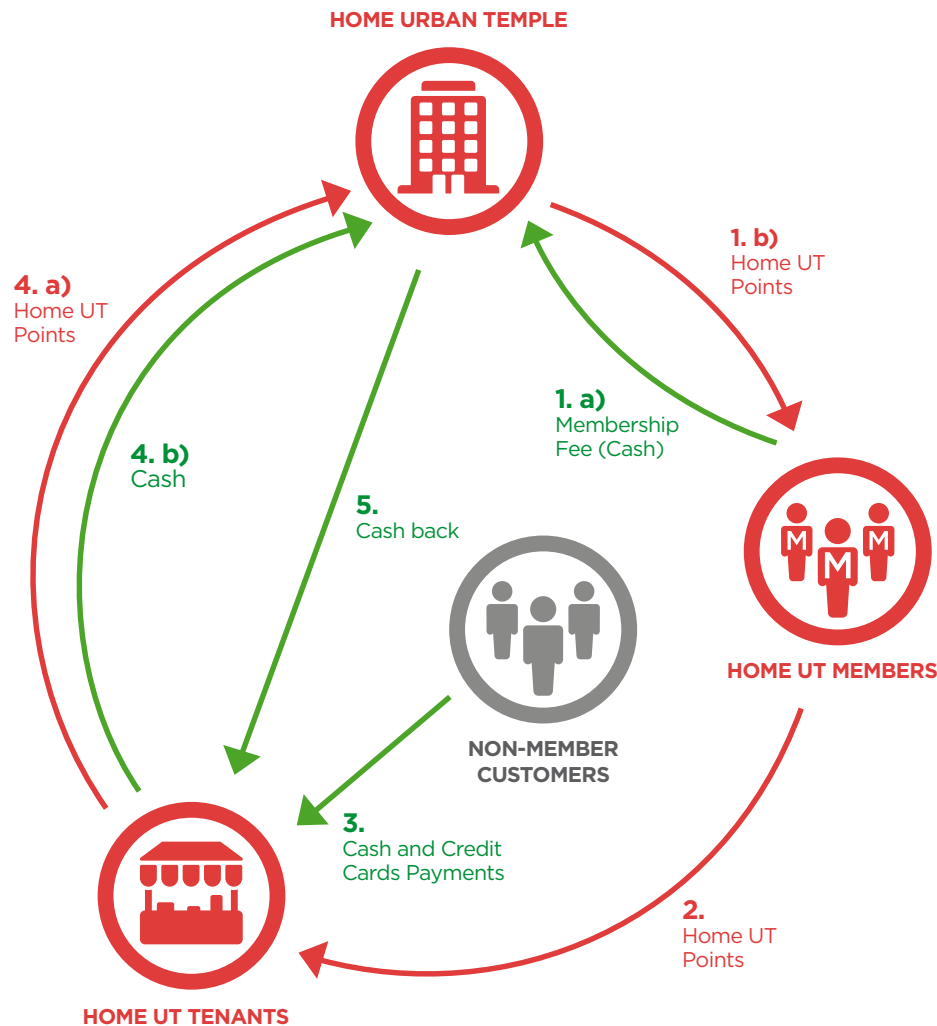 HOME URBAN TEMPLE
1. b)
Home UT
Points
4. a)
Home UT
Points
1. a)
Membership
Fee (Cash)
4. b)
Cash
5.
Cash back
M
M
M
HOME UT MEMBERS
NON-MEMBER
CUSTOMERS
3.
Cash and Credit
Cards Payments
2.
Home UT
Points
HOME UT TENANTS